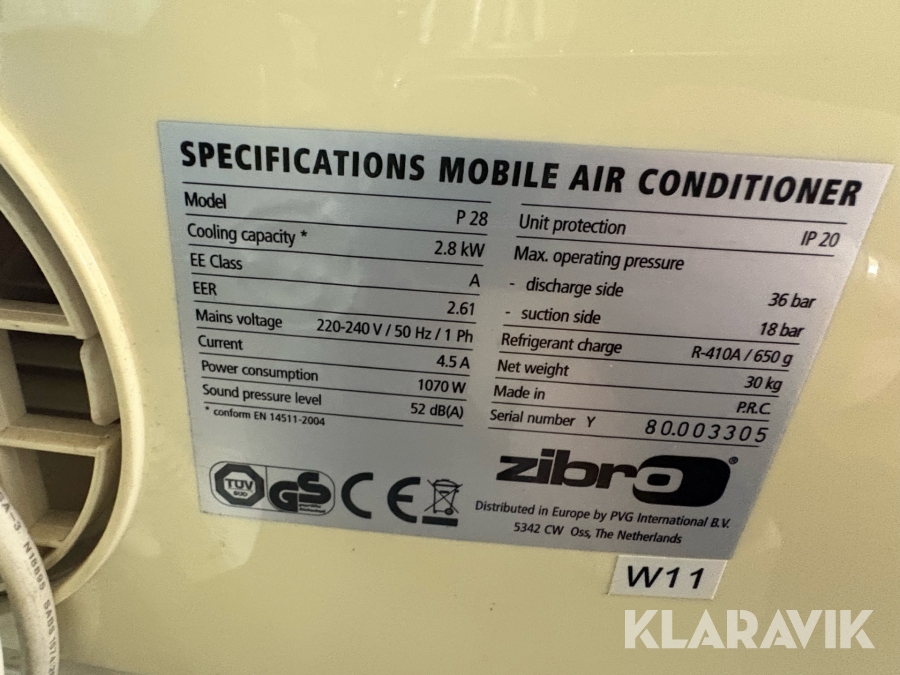 SPECIFICATIONS MOBILE AIR CONDITIONER
Model P 28
Cooling capacity * 2.8 kW
EE Class A
EER 2.61
Mains voltage 220-240 V / 50 Hz / 1 Ph
Current 4.5 A
Power consumption 1070 W
Sound pressure level 52 dB(A)
* conform EN 14511-2004
Unit protection IP 20
Max. operating pressure
- discharge side 36 bar
- suction side 18 bar
Refrigerant charge R-410A / 650 g
Net weight 30 kg
Made in P.R.C.
Serial number Y 80.003305
TÜV
SÜD
GS
CE
zibro®
Distributed in Europe by PVG International B.V.
5342 CW Oss, The Netherlands
W11
KLARAVIK